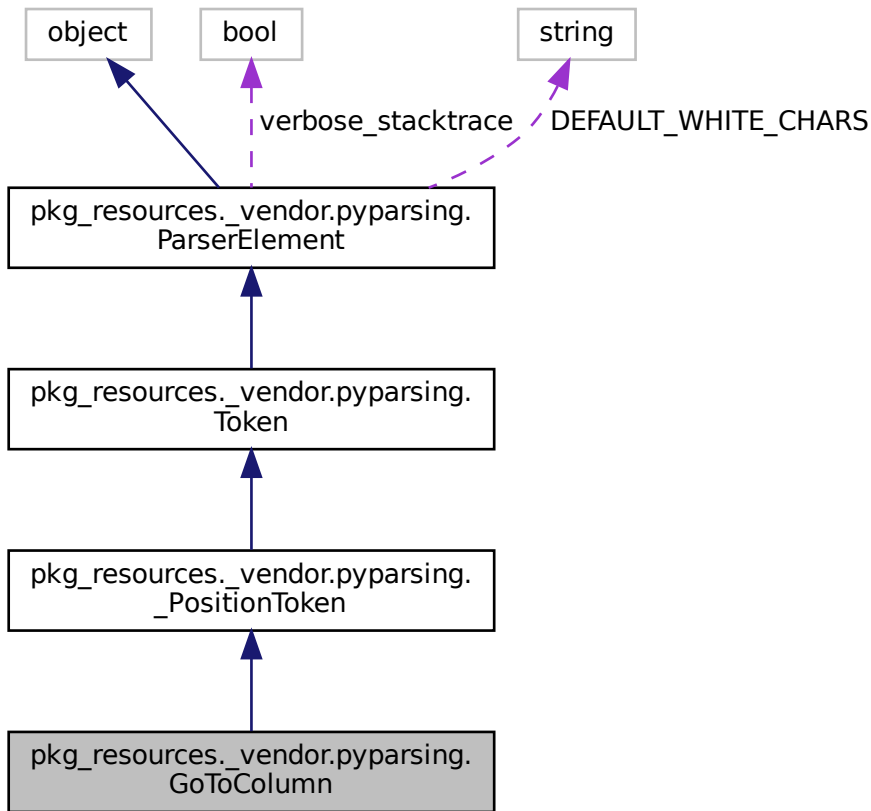 object
bool
string
verbose_stacktrace
DEFAULT_WHITE_CHARS
pkg_resources._vendor.pyparsing.
ParserElement
pkg_resources._vendor.pyparsing.
Token
pkg_resources._vendor.pyparsing.
_PositionToken
pkg_resources._vendor.pyparsing.
GoToColumn